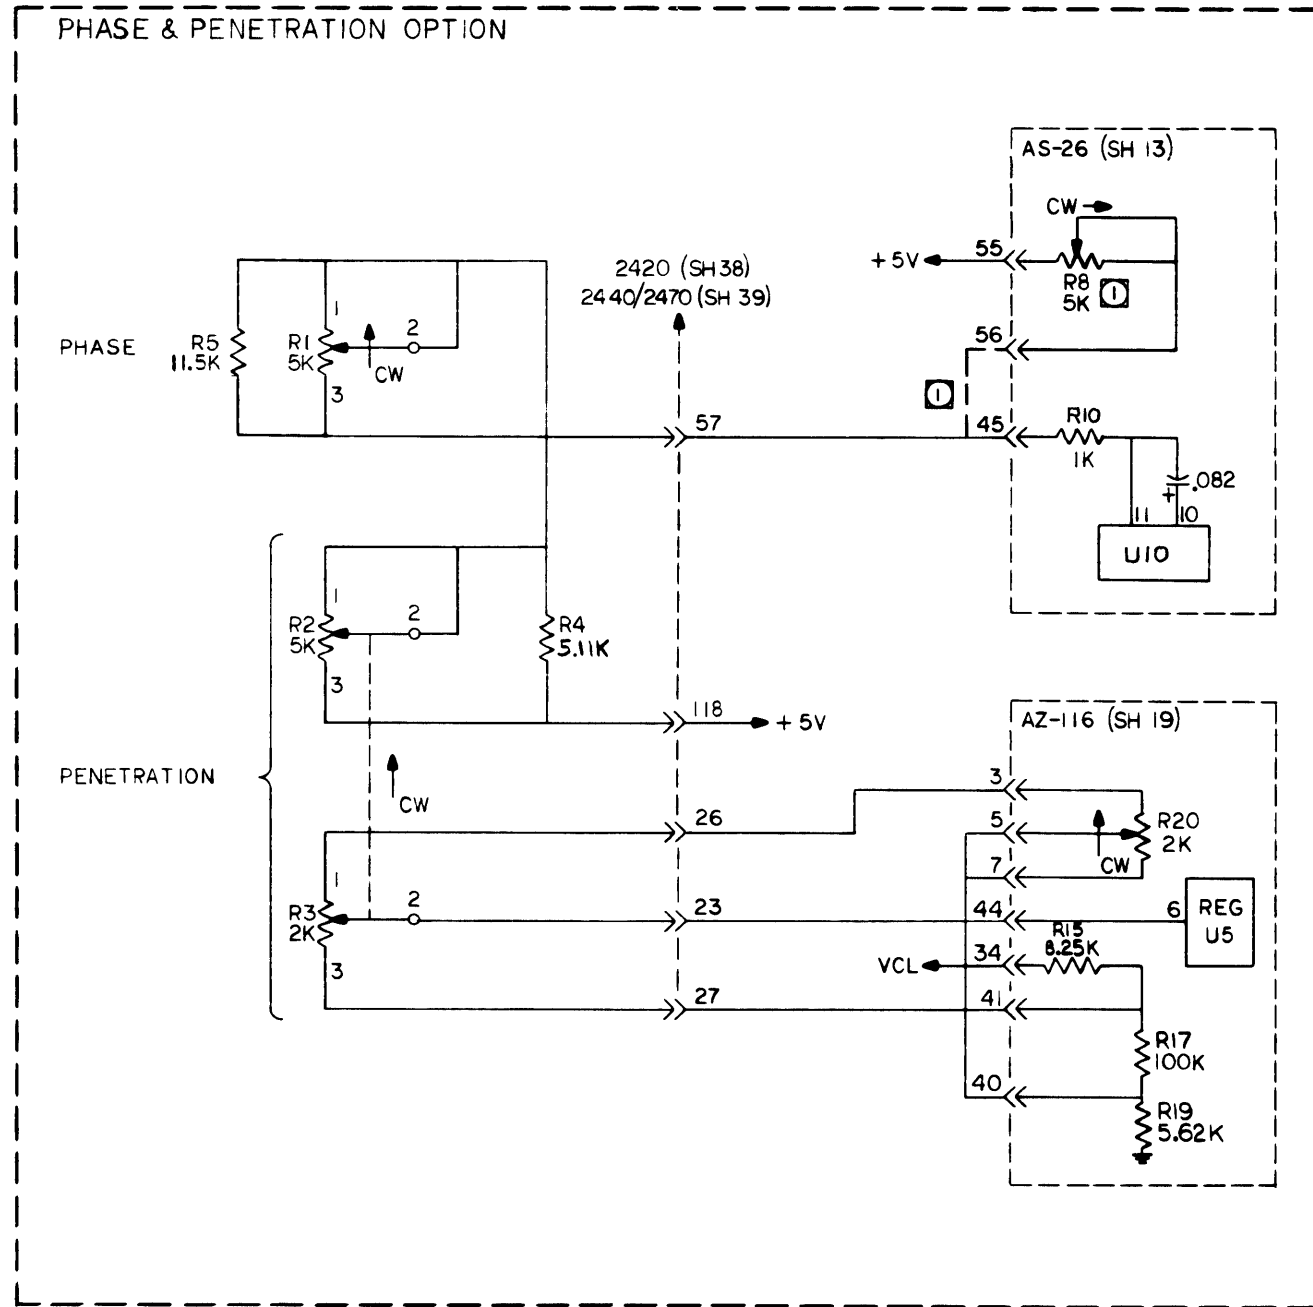 PHASE & PENETRATION OPTION
AS-26 (SH 13)
CW
+5V
55
R8
5K
1
56
1
45
R10
1K
.082
+
11
10
U10
2420 (SH 38)
2440/2470 (SH 39)
PHASE
R5
11.5K
1
R1
5K
2
CW
3
57
1
R2
5K
2
3
R4
5.11K
118
+5V
PENETRATION
CW
26
1
R3
2K
2
3
23
27
AZ-116 (SH 19)
3
5
7
CW
R20
2K
44
6
REG
U5
VCL
34
R15
8.25K
41
R17
100K
40
R19
5.62K